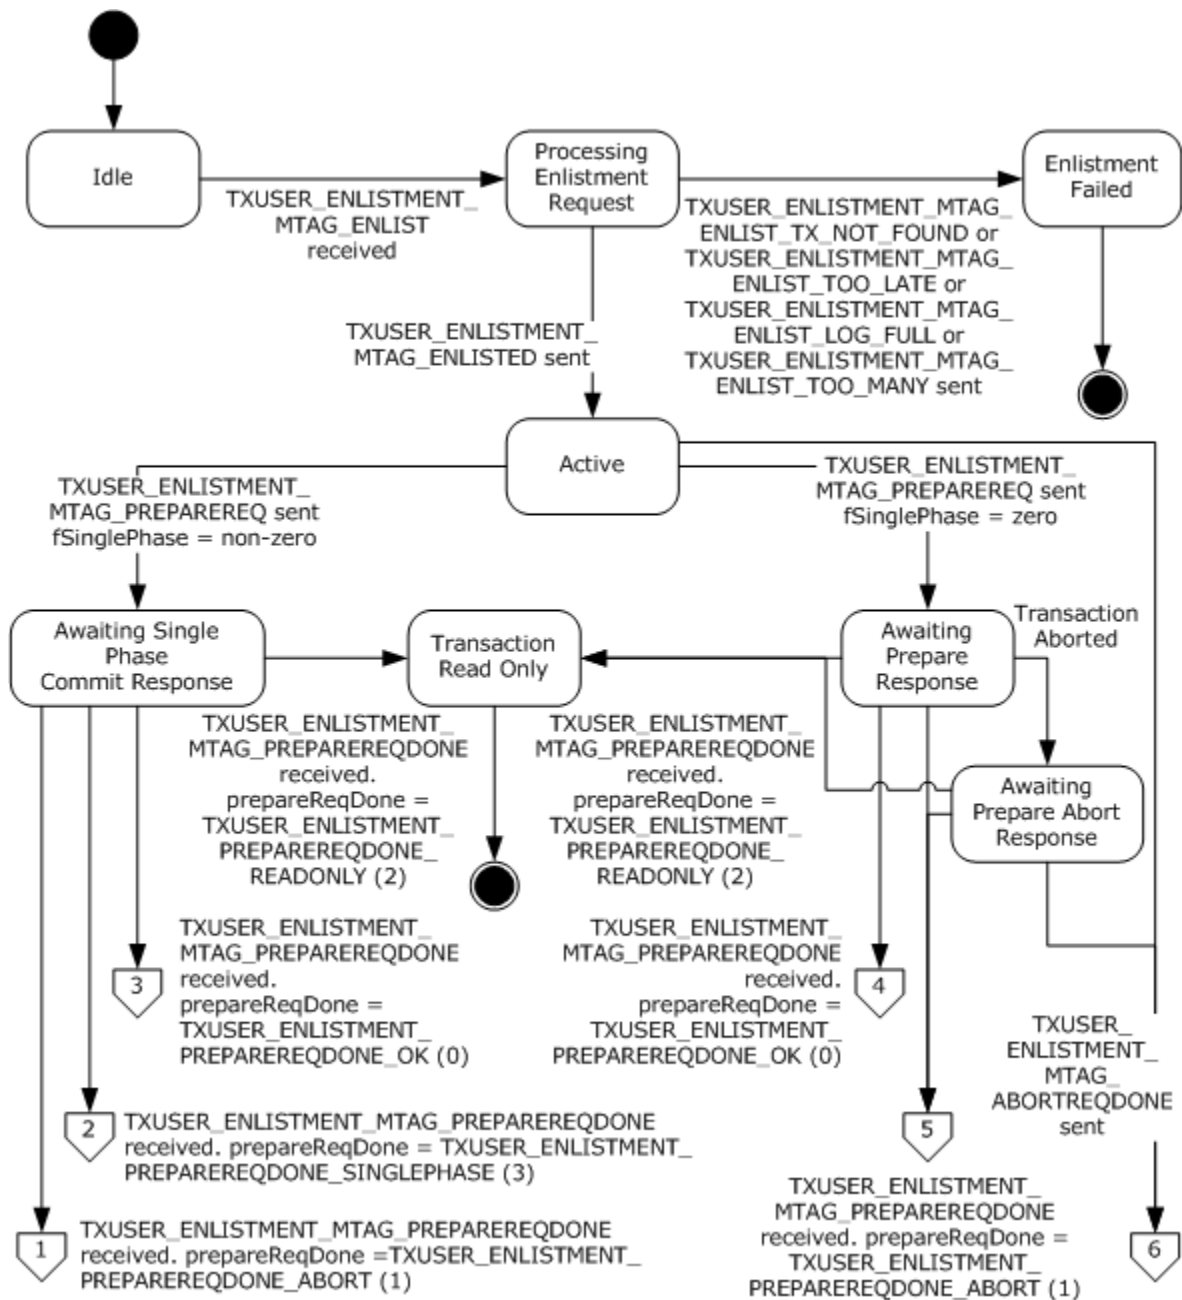 Idle
Processing
Enlistment
Request
Enlistment
Failed
TXUSER_ENLISTMENT_
MTAG_ENLIST
received
TXUSER_ENLISTMENT_MTAG_
ENLIST_TX_NOT_FOUND or
TXUSER_ENLISTMENT_MTAG_
ENLIST_TOO_LATE or
TXUSER_ENLISTMENT_MTAG_
ENLIST_LOG_FULL or
TXUSER_ENLISTMENT_MTAG_
ENLIST_TOO_MANY sent
TXUSER_ENLISTMENT_
MTAG_ENLISTED sent
Active
TXUSER_ENLISTMENT_
MTAG_PREPAREREQ sent
fSinglePhase = non-zero
TXUSER_ENLISTMENT_
MTAG_PREPAREREQ sent
fSinglePhase = zero
Awaiting Single
Phase
Commit Response
Transaction
Read Only
Awaiting
Prepare
Response
Transaction
Aborted
TXUSER_ENLISTMENT_
MTAG_PREPAREREQDONE
received.
prepareReqDone =
TXUSER_ENLISTMENT_
PREPAREREQDONE_
READONLY (2)
TXUSER_ENLISTMENT_
MTAG_PREPAREREQDONE
received.
prepareReqDone =
TXUSER_ENLISTMENT_
PREPAREREQDONE_
READONLY (2)
Awaiting
Prepare Abort
Response
3
TXUSER_ENLISTMENT_
MTAG_PREPAREREQDONE
received.
prepareReqDone =
TXUSER_ENLISTMENT_
PREPAREREQDONE_OK (0)
TXUSER_ENLISTMENT_
MTAG_PREPAREREQDONE
received.
prepareReqDone =
TXUSER_ENLISTMENT_
PREPAREREQDONE_OK (0)
4
TXUSER_
ENLISTMENT_
MTAG_
ABORTREQDONE
sent
2
TXUSER_ENLISTMENT_MTAG_PREPAREREQDONE
received. prepareReqDone = TXUSER_ENLISTMENT_
PREPAREREQDONE_SINGLEPHASE (3)
5
TXUSER_ENLISTMENT_
MTAG_PREPAREREQDONE
received. prepareReqDone =
TXUSER_ENLISTMENT_
PREPAREREQDONE_ABORT (1)
1
TXUSER_ENLISTMENT_MTAG_PREPAREREQDONE
received. prepareReqDone =TXUSER_ENLISTMENT_
PREPAREREQDONE_ABORT (1)
6